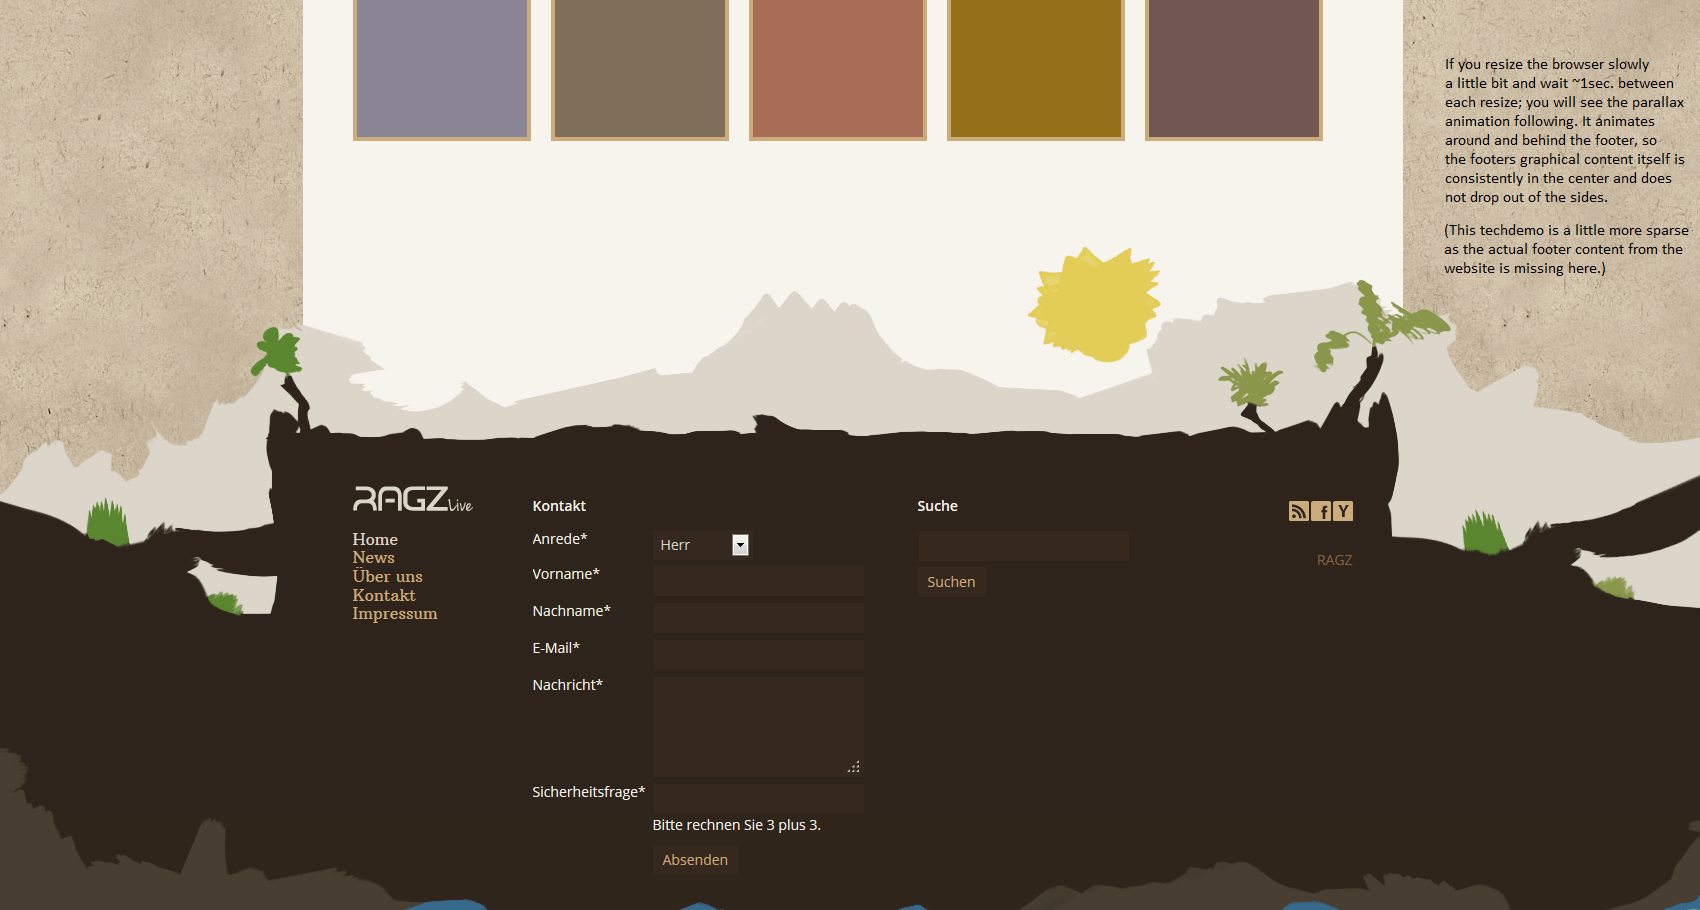 If you resize the browser slowly
a little bit and wait ~1sec. between
each resize; you will see the parallax
animation following. It animates
around and behind the footer, so
the footers graphical content itself is
consistently in the center and does
not drop out of the sides.
(This techdemo is a little more sparse
as the actual footer content from the
website is missing here.)
RAGZ Live
Home
News
Über uns
Kontakt
Impressum
Kontakt
Anrede*
Herr
Vorname*
Nachname*
E-Mail*
Nachricht*
Sicherheitsfrage*
Bitte rechnen Sie 3 plus 3.
Absenden
Suche
Suchen
f Y
RAGZ